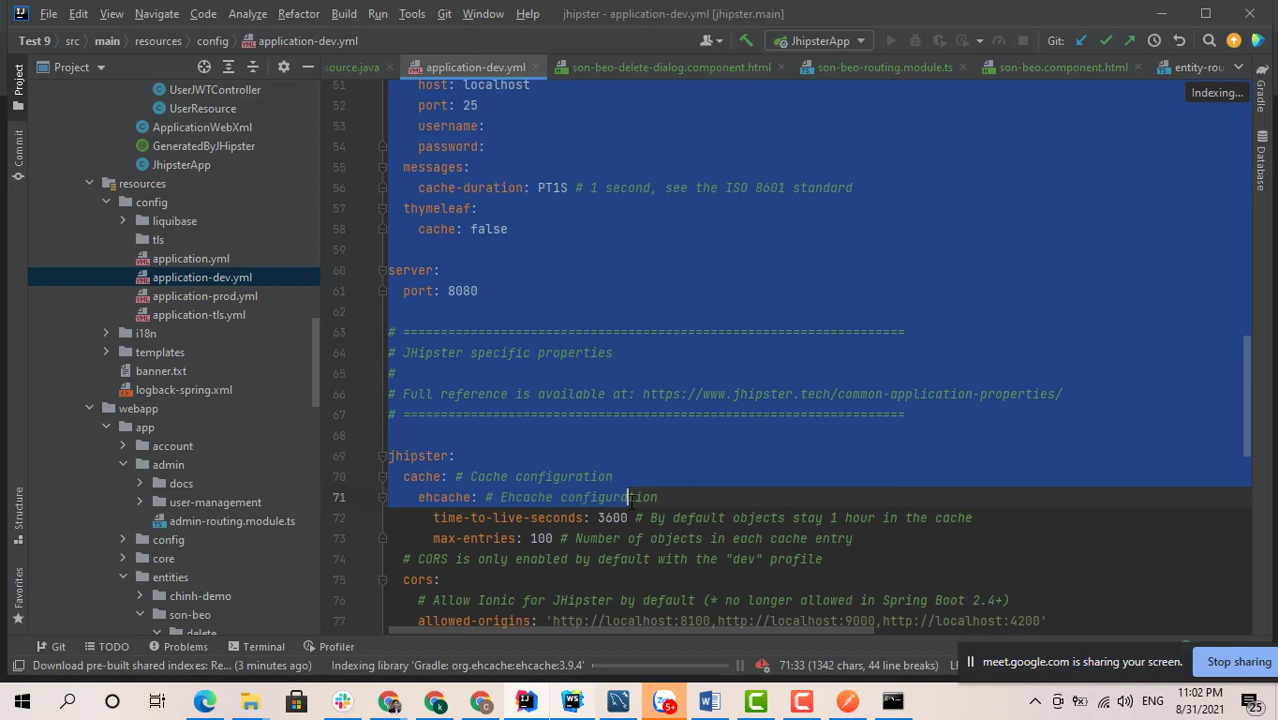 File Edit View Navigate Code Analyze Refactor Build Run Tools Git Window Help jhipster - application-dev.yml [jhipster.main]
Test 9 src main resources config application-dev.yml JhipsterApp Git:
Project source.java application-dev.yml son-beo-delete-dialog.component.html son-beo-routing.module.ts son-beo.component.html entity-rou
Indexing...
Project
Commit
Structure
Favorites
Gradle
Database
UserJWTController
UserResource
ApplicationWebXml
GeneratedByJHipster
JhipsterApp
resources
config
liquibase
tls
application.yml
application-dev.yml
application-prod.yml
application-tls.yml
i18n
templates
banner.txt
logback-spring.xml
webapp
app
account
admin
docs
user-management
admin-routing.module.ts
config
core
entities
chinh-demo
son-beo
delete
51 host: localhost
52 port: 25
53 username:
54 password:
55 messages:
56 cache-duration: PT1S # 1 second, see the ISO 8601 standard
57 thymeleaf:
58 cache: false
59
60 server:
61 port: 8080
62
63 # ===================================================================
64 # JHipster specific properties
65 #
66 # Full reference is available at: https://www.jhipster.tech/common-application-properties/
67 # ===================================================================
68
69 jhipster:
70 cache: # Cache configuration
71 ehcache: # Ehcache configuration
72 time-to-live-seconds: 3600 # By default objects stay 1 hour in the cache
73 max-entries: 100 # Number of objects in each cache entry
74 # CORS is only enabled by default with the "dev" profile
75 cors:
76 # Allow Ionic for JHipster by default (* no longer allowed in Spring Boot 2.4+)
77 allowed-origins: 'http://localhost:8100,http://localhost:9000,http://localhost:4200'
Git TODO Problems Terminal Profiler
Download pre-built shared indexes: Re... (3 minutes ago) Indexing library 'Gradle: org.ehcache:ehcache:3.9.4' 71:33 (1342 chars, 44 line breaks)
meet.google.com is sharing your screen. Stop sharing
5+
ENG
11:02 PM
8/31/2021
25